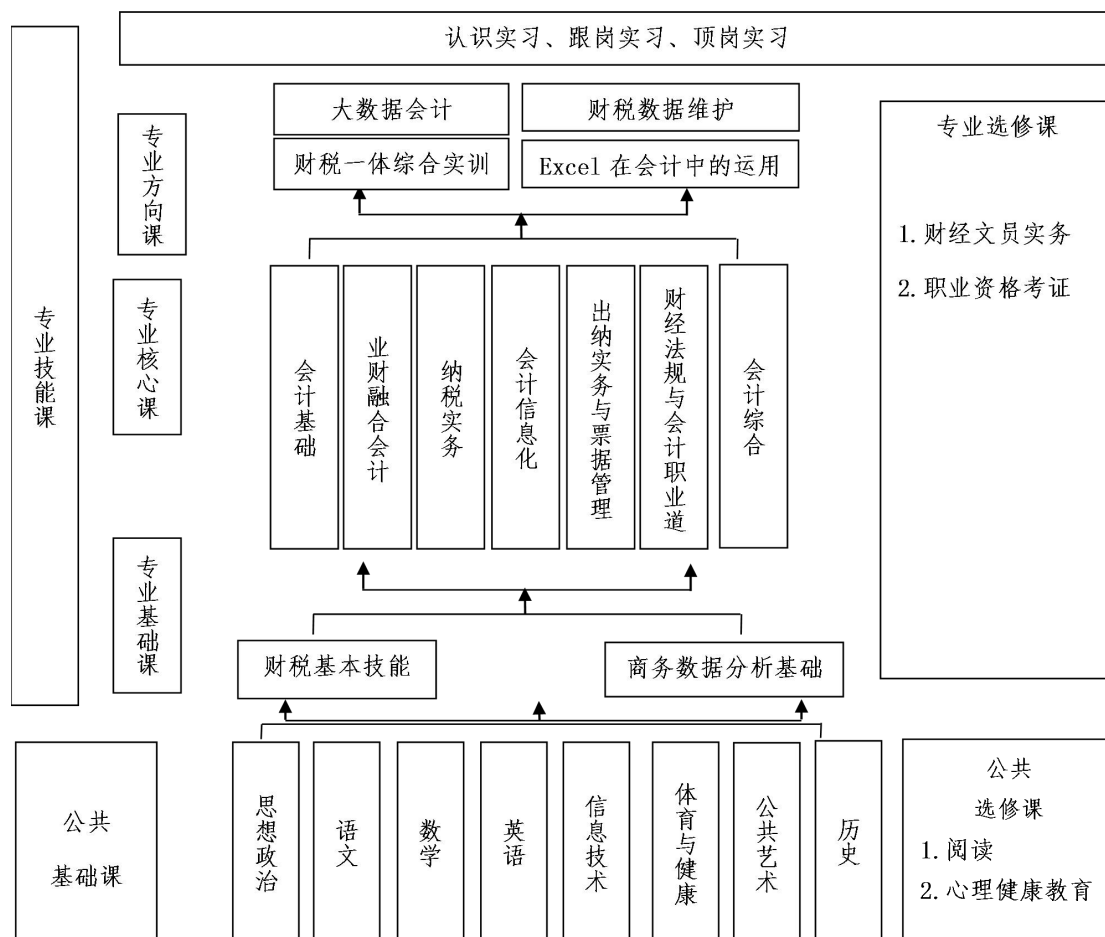 认识实习、跟岗实习、顶岗实习
专业技能课
专业方向课
大数据会计
财税数据维护
财税一体综合实训
Excel 在会计中的运用
专业选修课
1.财经文员实务
2.职业资格考证
专业核心课
会计基础
业财融合会计
纳税实务
会计信息化
出纳实务与票据管理
财经法规与会计职业道
会计综合
专业基础课
财税基本技能
商务数据分析基础
公共
基础课
思想政治
语文
数学
英语
信息技术
体育与健康
公共艺术
历史
公共
选修课
1.阅读
2.心理健康教育